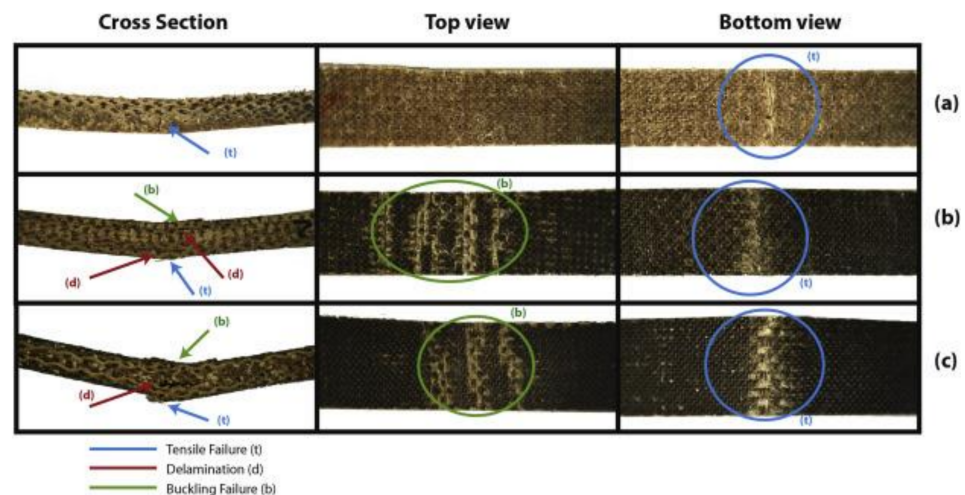 Cross Section Top view Bottom view
(t)
(t)
(a)
(b)
(d)
(d)
(t)
(b)
(t)
(b)
(b)
(d)
(t)
(b)
(t)
(c)
Tensile Failure (t)
Delamination (d)
Buckling Failure (b)